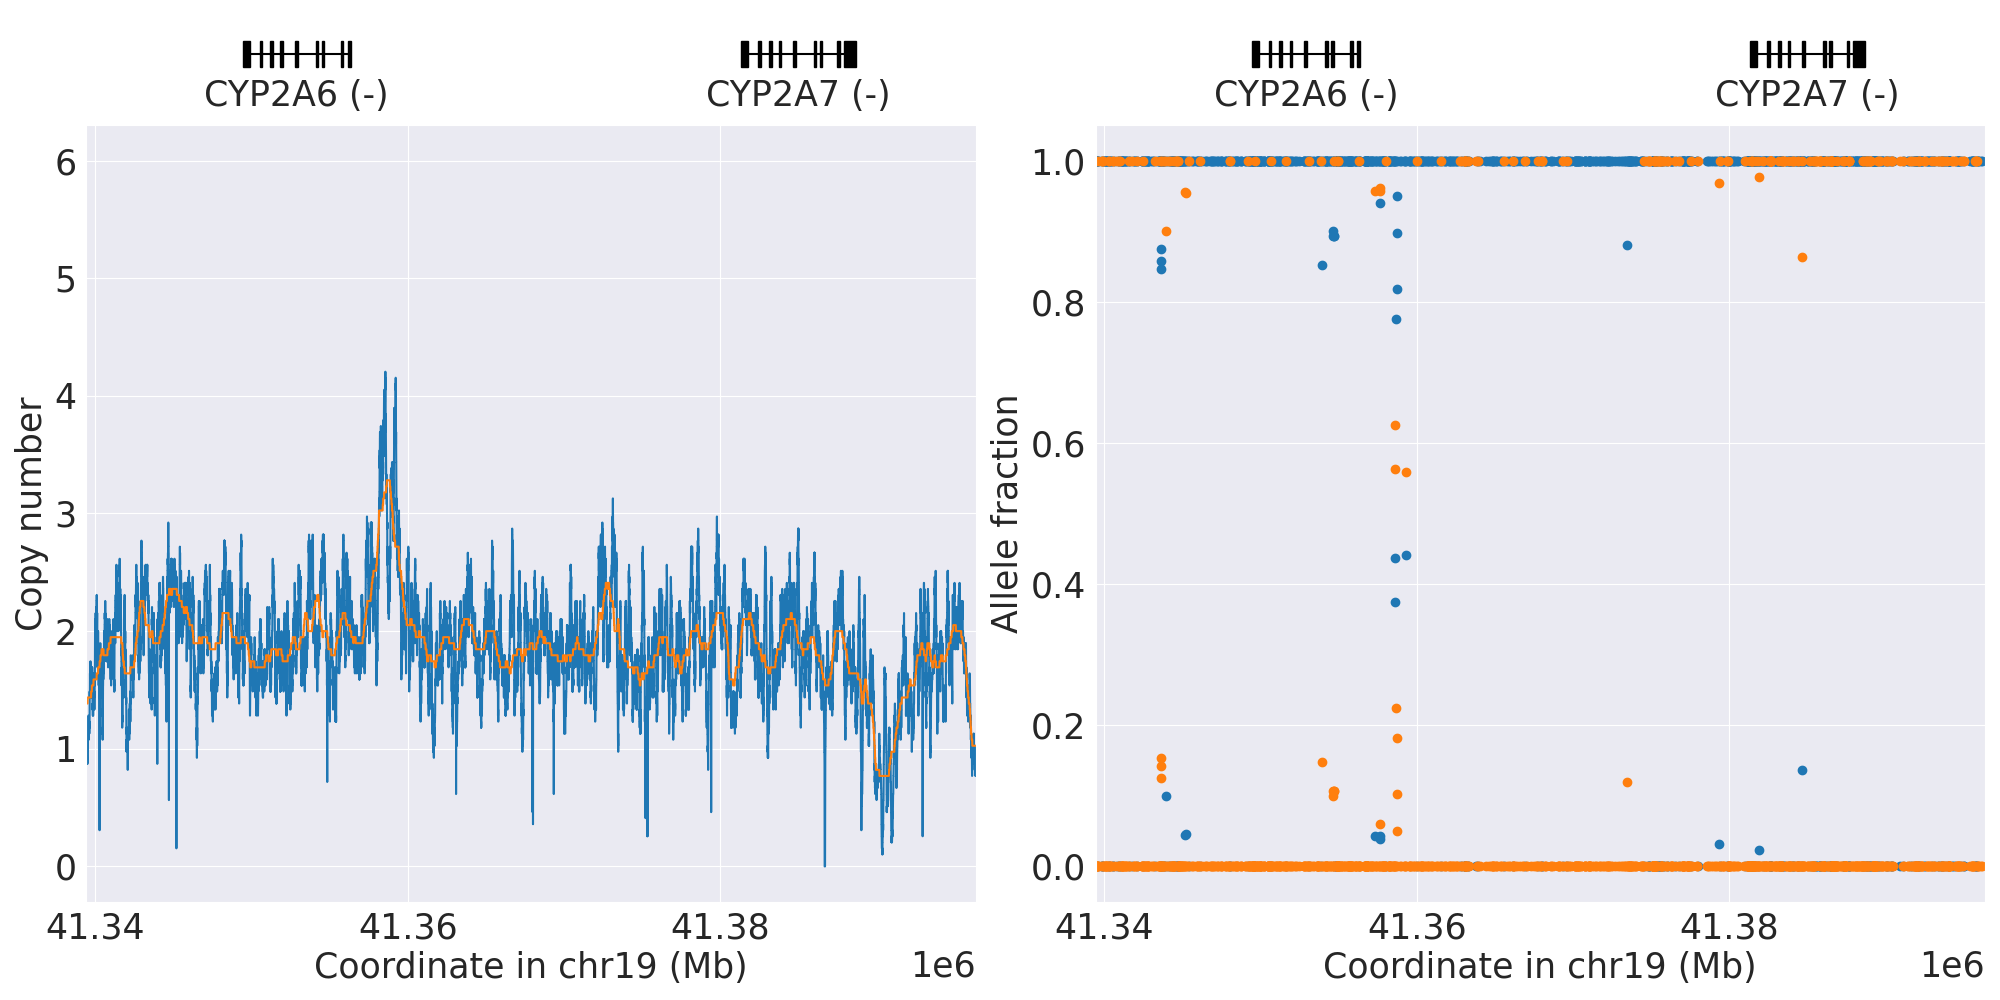 CYP2A6 (-)
CYP2A7 (-)
6
5
4
3
2
1
0
Copy number
41.34
41.36
41.38
Coordinate in chr19 (Mb)
1e6
CYP2A6 (-)
CYP2A7 (-)
1.0
0.8
0.6
0.4
0.2
0.0
Allele fraction
41.34
41.36
41.38
Coordinate in chr19 (Mb)
1e6